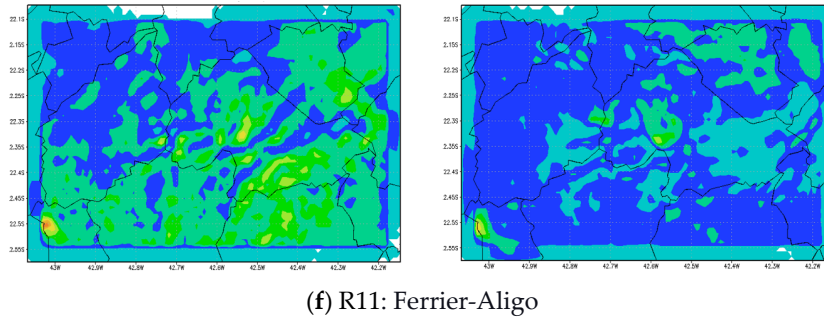 22.1S
22.15S
22.2S
22.25S
22.3S
22.35S
22.4S
22.45S
22.5S
2.55S
43W
42.9W
42.8W
42.7W
42.6W
42.5W
42.4W
42.3W
42.2W
22.1S
22.15S
22.2S
22.25S
22.3S
22.35S
22.4S
22.45S
22.5S
2.55S
43W
42.9W
42.8W
42.7W
42.6W
42.5W
42.4W
42.3W
42.2W
(f) R11: Ferrier-Aligo